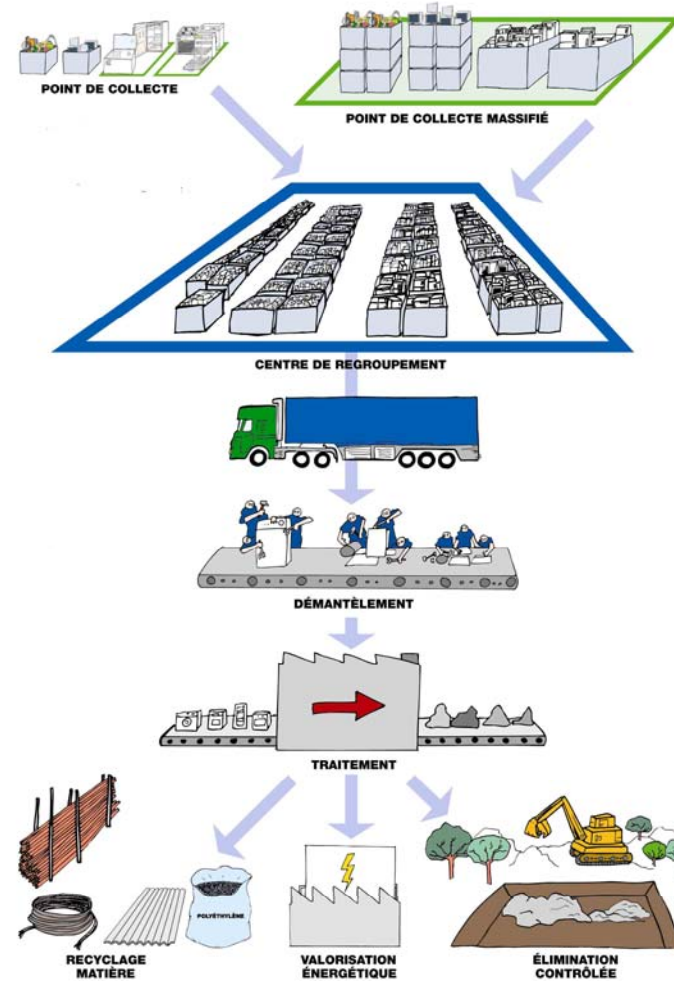 POINT DE COLLECTE
POINT DE COLLECTE MASSIFIÉ
CENTRE DE REGROUPEMENT
DÉMANTÈLEMENT
TRAITEMENT
POLYÉTHYLÈNE
RECYCLAGE
MATIÈRE
VALORISATION
ÉNERGÉTIQUE
ÉLIMINATION
CONTRÔLÉE